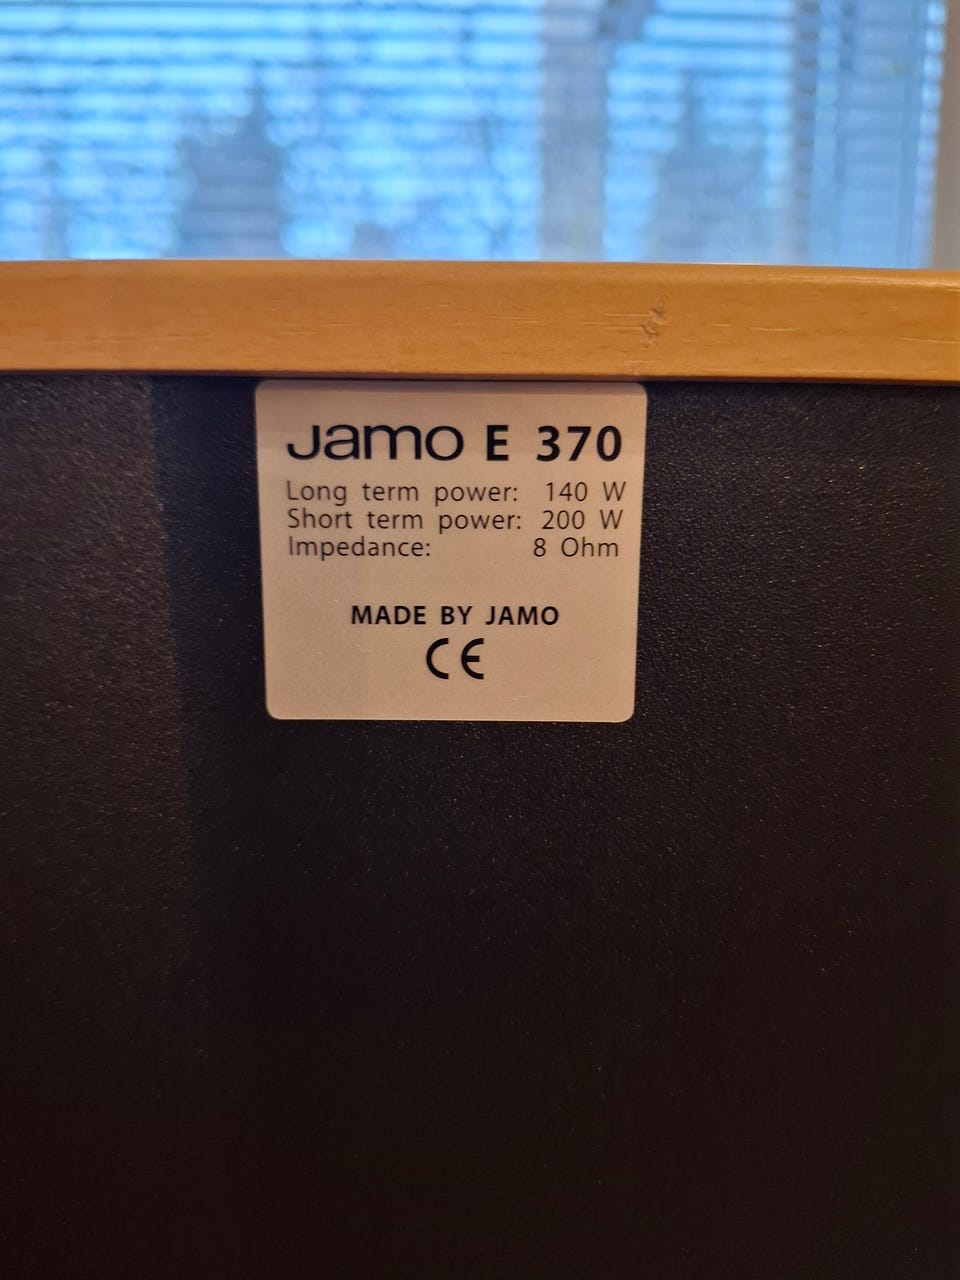 Jamo E 370
Long term power: 140 W
Short term power: 200 W
Impedance: 8 Ohm
MADE BY JAMO
CE